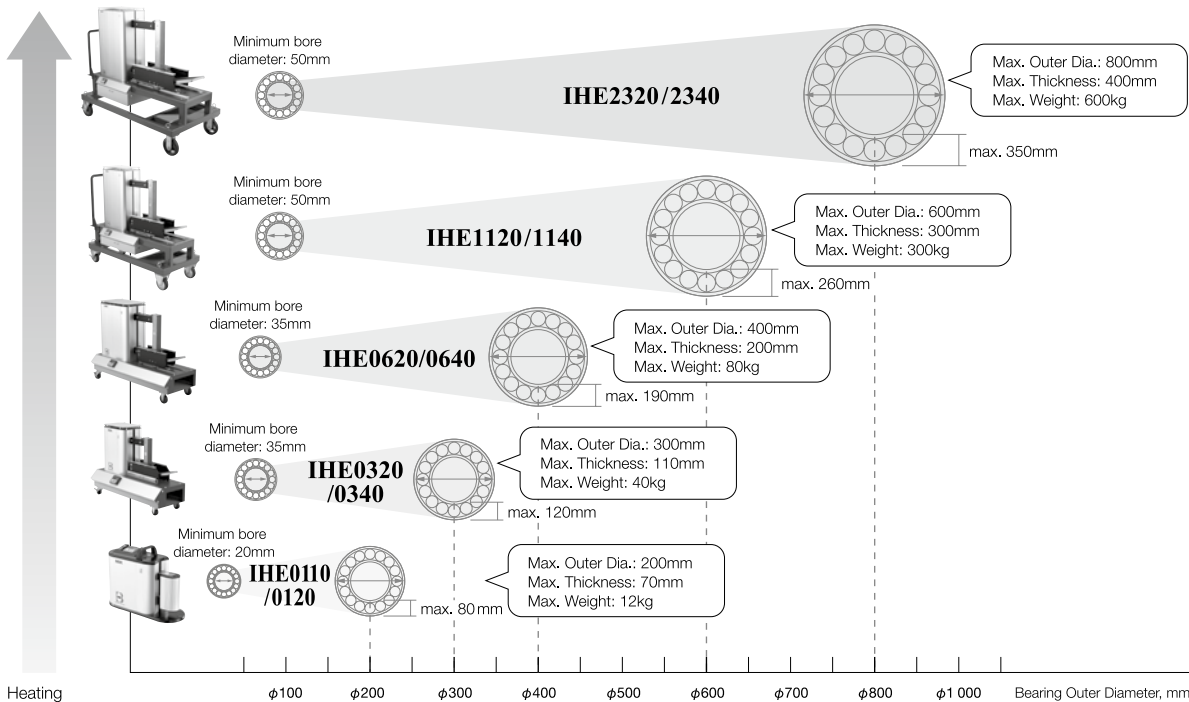 Minimum bore
diameter: 50mm
IHE2320/2340
Max. Outer Dia.: 800mm
Max. Thickness: 400mm
Max. Weight: 600kg
max. 350mm
Minimum bore
diameter: 50mm
IHE1120/1140
Max. Outer Dia.: 600mm
Max. Thickness: 300mm
Max. Weight: 300kg
max. 260mm
Minimum bore
diameter: 35mm
IHE0620/0640
Max. Outer Dia.: 400mm
Max. Thickness: 200mm
Max. Weight: 80kg
max. 190mm
Minimum bore
diameter: 35mm
IHE0320
/0340
Max. Outer Dia.: 300mm
Max. Thickness: 110mm
Max. Weight: 40kg
max. 120mm
Minimum bore
diameter: 20mm
IHE0110
/0120
Max. Outer Dia.: 200mm
Max. Thickness: 70mm
Max. Weight: 12kg
max. 80mm
Heating
ϕ100 ϕ200 ϕ300 ϕ400 ϕ500 ϕ600 ϕ700 ϕ800 ϕ1 000 Bearing Outer Diameter, mm